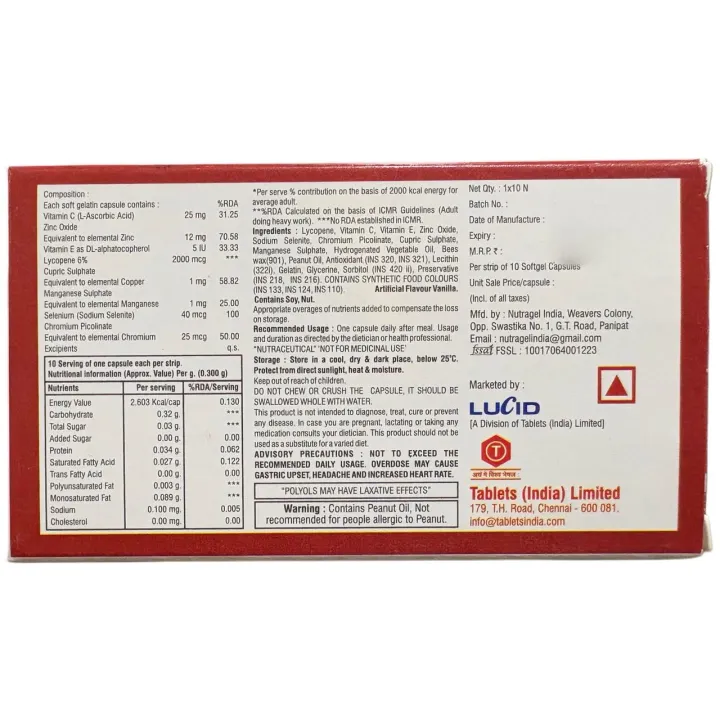 Composition :
Each soft gelatin capsule contains : %RDA
Vitamin C (L-Ascorbic Acid) 25 mg 31.25
Zinc Oxide
Equivalent to elemental Zinc 12 mg 70.58
Vitamin E as DL-alphatocopherol 5 IU 33.33
Lycopene 6% 2000 mcg ***
Cupric Sulphate
Equivalent to elemental Copper 1 mg 58.82
Manganese Sulphate
Equivalent to elemental Manganese 1 mg 25.00
Selenium (Sodium Selenite) 40 mcg 100
Chromium Picolinate
Equivalent to elemental Chromium 25 mcg 50.00
Excipients q.s.
10 Serving of one capsule each per strip.
Nutritional information (Approx. Value) Per g. (0.300 g)
Nutrients Per serving %RDA/Serving
Energy Value 2.603 Kcal/cap 0.130
Carbohydrate 0.32 g. ***
Total Sugar 0.03 g. ***
Added Sugar 0.00 g. 0.00
Protein 0.034 g. 0.062
Saturated Fatty Acid 0.027 g. 0.122
Trans Fatty Acid 0.00 g. 0.00
Polyunsaturated Fat 0.003 g. ***
Monosaturated Fat 0.089 g. ***
Sodium 0.100 mg. 0.005
Cholesterol 0.00 mg. 0.00
*Per serve % contribution on the basis of 2000 kcal energy for
average adult.
**%RDA Calculated on the basis of ICMR Guidelines (Adult
doing heavy work). ***No RDA established in ICMR.
Ingredients : Lycopene, Vitamin C, Vitamin E, Zinc Oxide,
Sodium Selenite, Chromium Picolinate, Cupric Sulphate,
Manganese Sulphate, Hydrogenated Vegetable Oil, Bees
wax(901), Peanut Oil, Antioxidant (INS 320, INS 321), Lecithin
(322i), Gelatin, Glycerine, Sorbitol (INS 420 ii), Preservative
(INS 218, INS 216). CONTAINS SYNTHETIC FOOD COLOURS
(INS 133, INS 124, INS 110). Artificial Flavour Vanilla.
Contains Soy, Nut.
Appropriate overages of nutrients added to compensate the loss
on storage.
Recommended Usage : One capsule daily after meal. Usage
and duration as directed by the dietician or health professional.
"NUTRACEUTICAL" 'NOT FOR MEDICINAL USE'
Storage : Store in a cool, dry & dark place, below 25°C.
Protect from direct sunlight, heat & moisture.
Keep out of reach of children.
DO NOT CHEW OR CRUSH THE CAPSULE, IT SHOULD BE
SWALLOWED WHOLE WITH WATER.
This product is not intended to diagnose, treat, cure or prevent
any disease. In case you are pregnant, lactating or taking any
medication consults your dietician. This product should not be
used as a substitute for a varied diet.
ADVISORY PRECAUTIONS : NOT TO EXCEED THE
RECOMMENDED DAILY USAGE. OVERDOSE MAY CAUSE
GASTRIC UPSET, HEADACHE AND INCREASED HEART RATE.
"POLYOLS MAY HAVE LAXATIVE EFFECTS"
Warning : Contains Peanut Oil, Not
recommended for people allergic to Peanut.
Net Qty. : 1x10 N
Batch No. :
Date of Manufacture :
Expiry :
M.R.P. ₹ :
Per strip of 10 Softgel Capsules
Unit Sale Price/capsule :
(Incl. of all taxes)
Mfd. by : Nutragel India, Weavers Colony,
Opp. Swastika No. 1, G.T. Road, Panipat
Email : nutragelindia@gmail.com
fssai FSSL : 10017064001223
Marketed by :
LUCID
[A Division of Tablets (India) Limited]
T
Tablets (India) Limited
179, T.H. Road, Chennai - 600 081.
info@tabletsindia.com